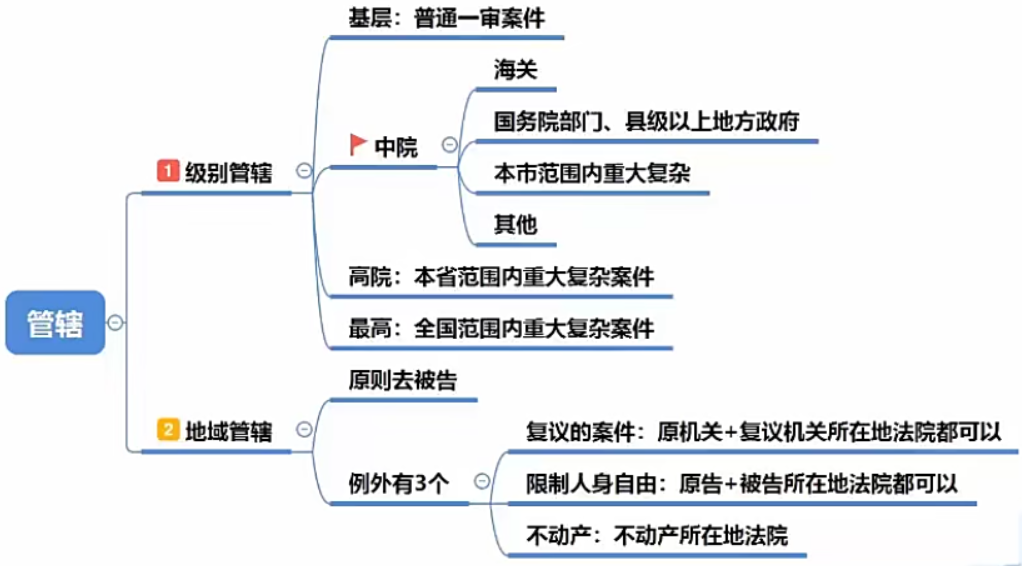 管辖
1 级别管辖
基层：普通一审案件
中院
海关
国务院部门、县级以上地方政府
本市范围内重大复杂
其他
高院：本省范围内重大复杂案件
最高：全国范围内重大复杂案件
2 地域管辖
原则去被告
例外有3个
复议的案件：原机关+复议机关所在地法院都可以
限制人身自由：原告+被告所在地法院都可以
不动产：不动产所在地法院